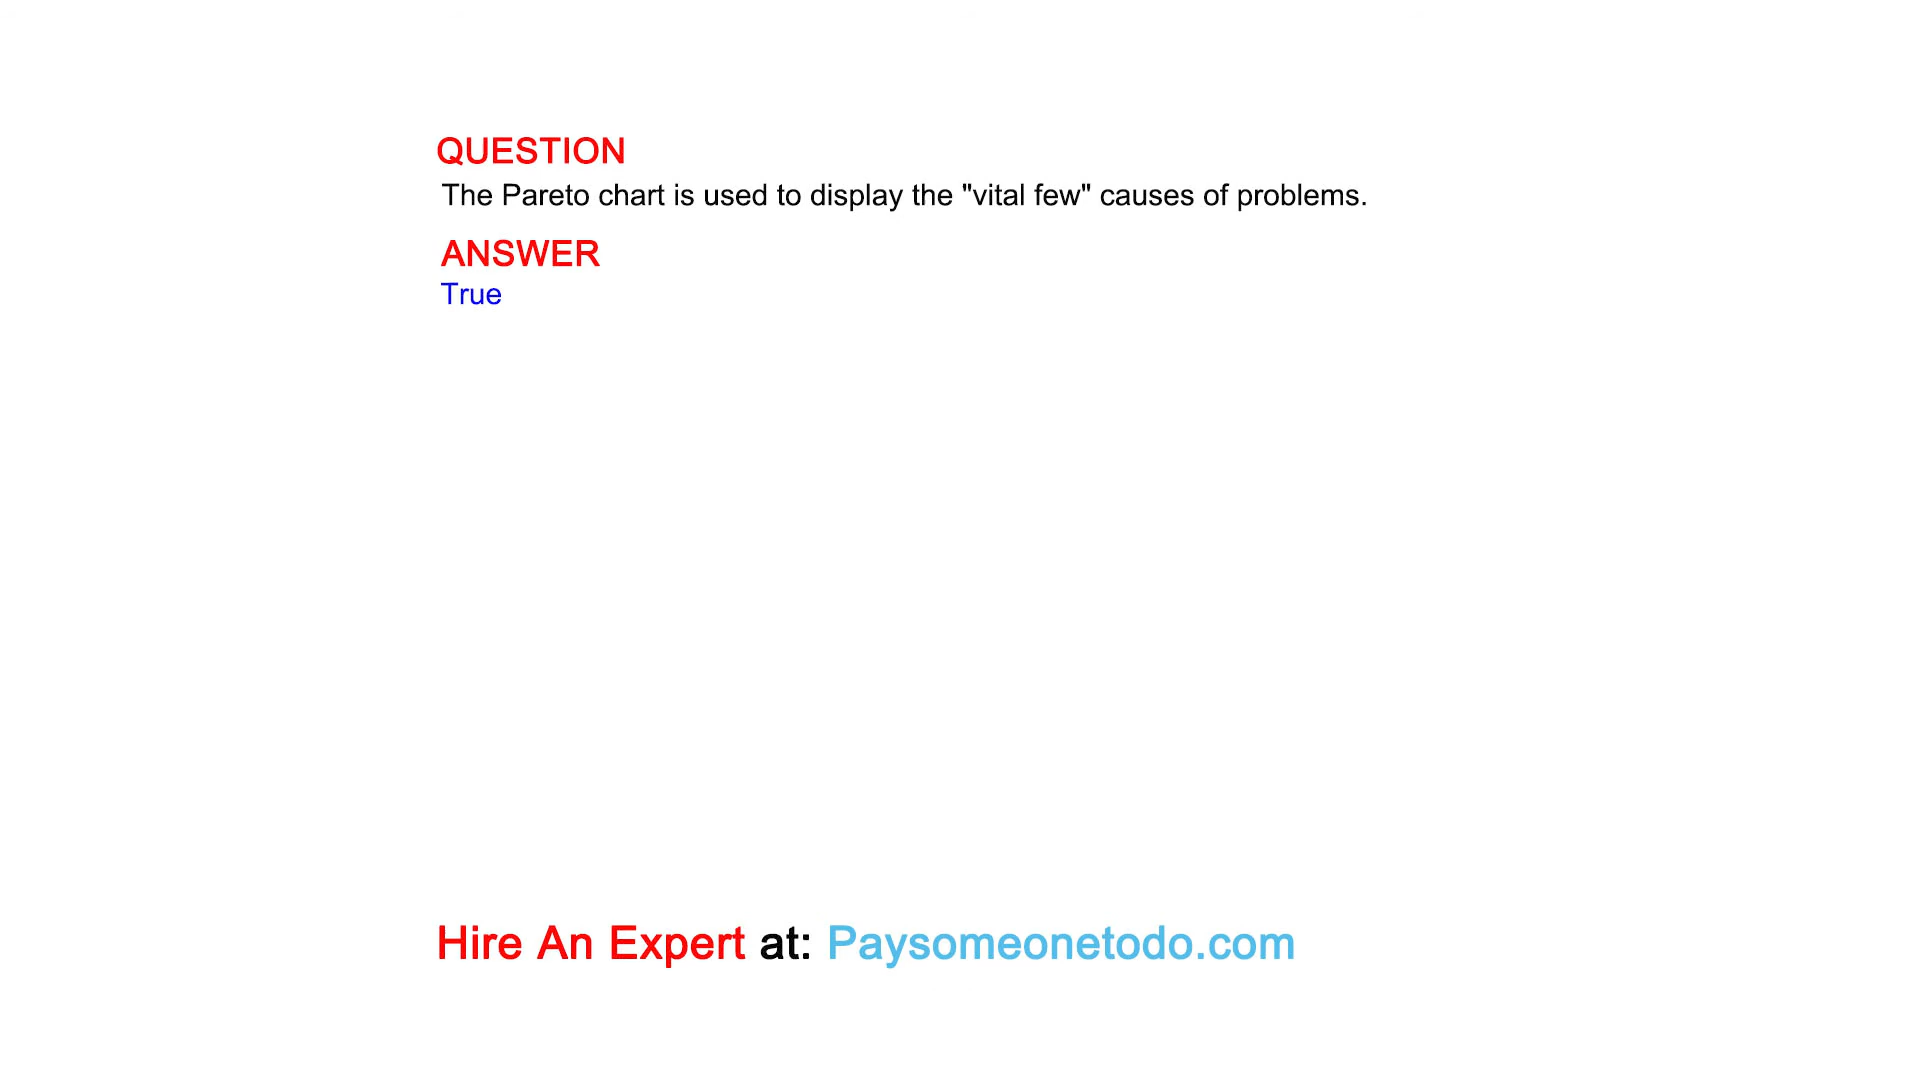 QUESTION
The Pareto chart is used to display the "vital few" causes of problems.
ANSWER
True
Hire An Expert at: Paysomeonetodo.com